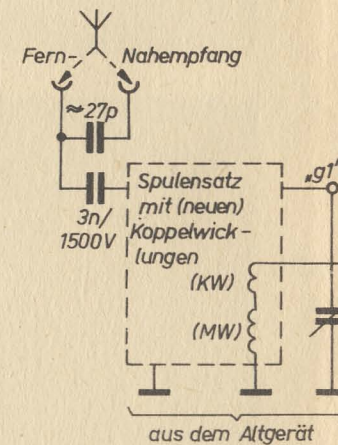 Fern- Nahempfang
≈27p
3n/
1500V
Spulensatz
mit (neuen)
Koppelwick-
lungen
„g1"
(KW)
(MW)
aus dem Altgerät